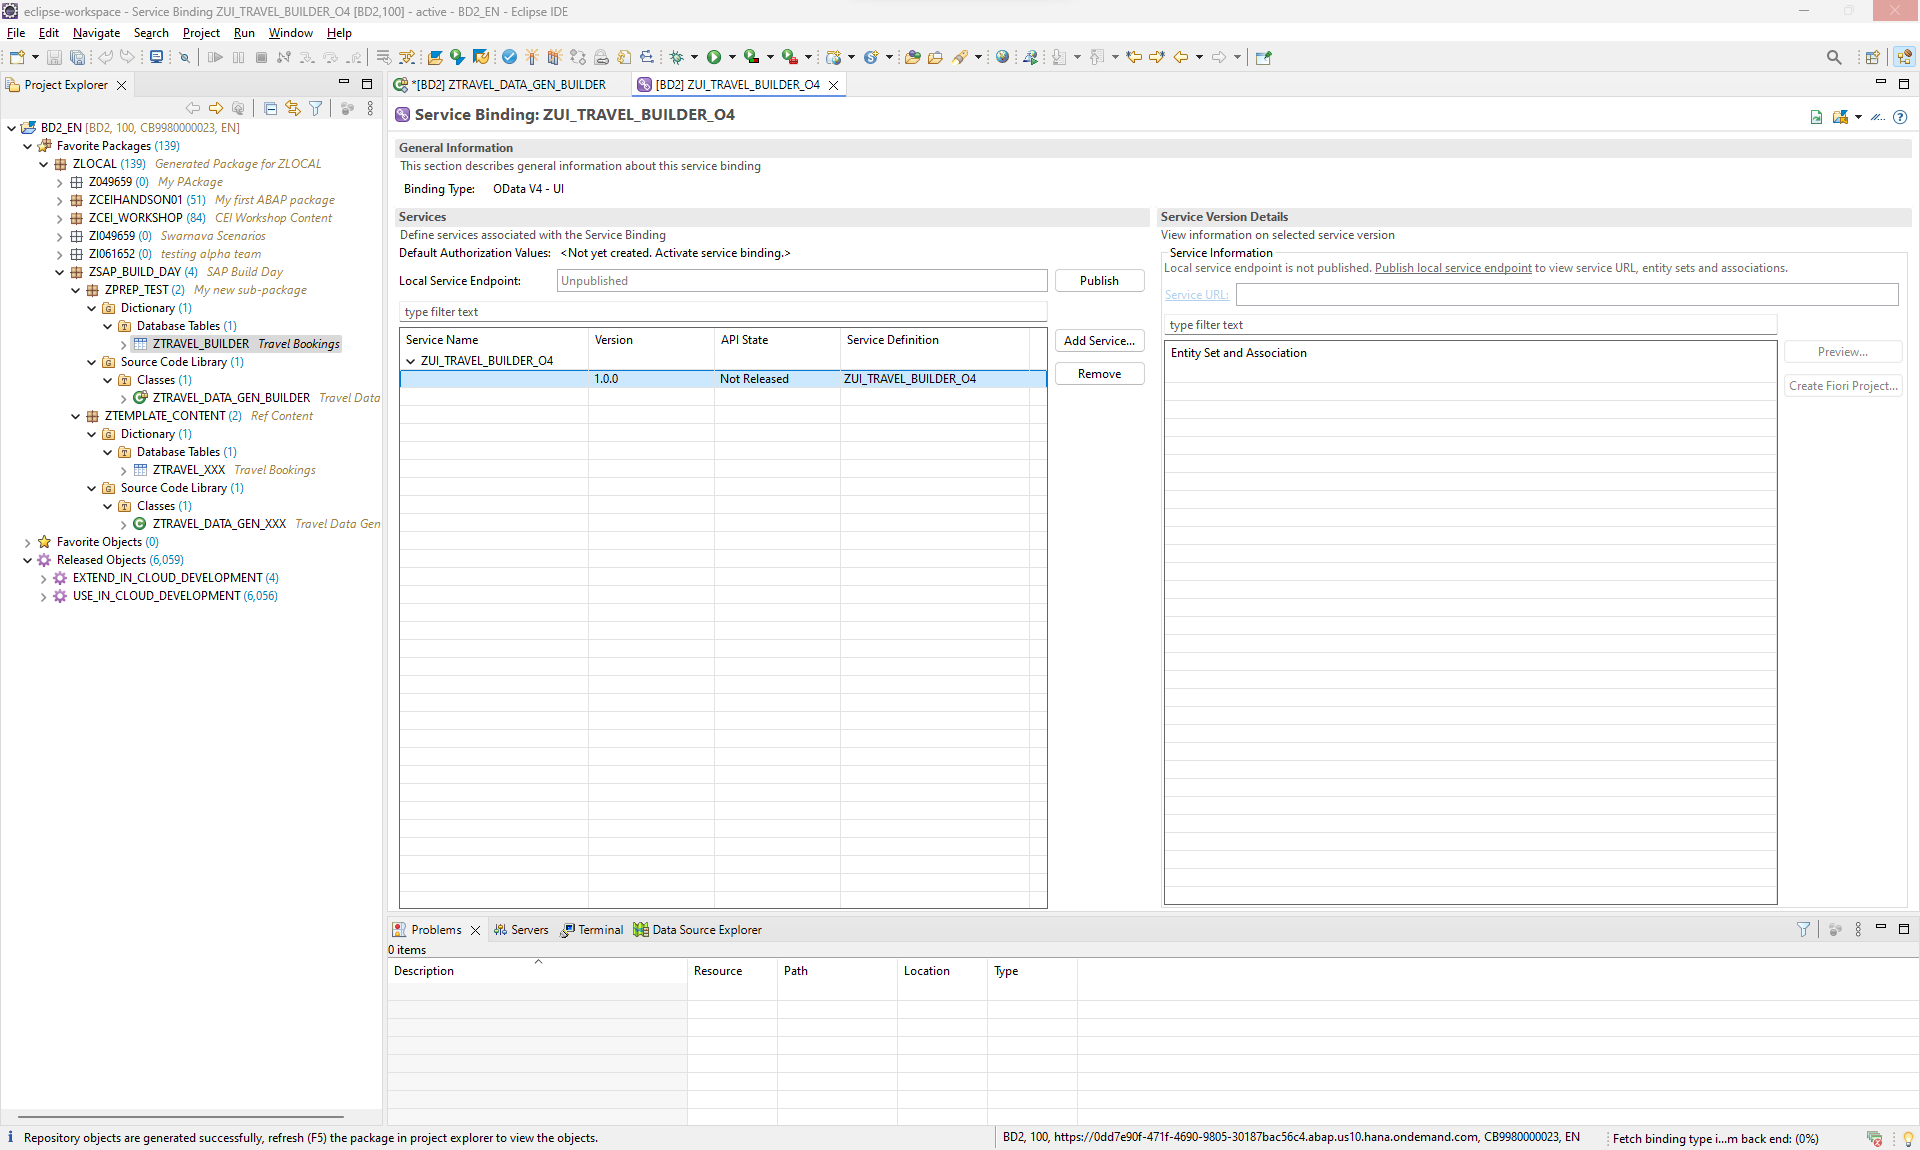 eclipse-workspace - Service Binding ZUI_TRAVEL_BUILDER_O4 [BD2,100] - active - BD2_EN - Eclipse IDE
File Edit Navigate Search Project Run Window Help
Project Explorer
*[BD2] ZTRAVEL_DATA_GEN_BUILDER
[BD2] ZUI_TRAVEL_BUILDER_O4
BD2_EN [BD2, 100, CB9980000023, EN]
Favorite Packages (139)
ZLOCAL (139) Generated Package for ZLOCAL
Z049659 (0) My PAckage
ZCEIHANDSON01 (51) My first ABAP package
ZCEI_WORKSHOP (84) CEI Workshop Content
ZI049659 (0) Swarnava Scenarios
ZI061652 (0) testing alpha team
ZSAP_BUILD_DAY (4) SAP Build Day
ZPREP_TEST (2) My new sub-package
Dictionary (1)
Database Tables (1)
ZTRAVEL_BUILDER Travel Bookings
Source Code Library (1)
Classes (1)
ZTRAVEL_DATA_GEN_BUILDER Travel Data
ZTEMPLATE_CONTENT (2) Ref Content
Dictionary (1)
Database Tables (1)
ZTRAVEL_XXX Travel Bookings
Source Code Library (1)
Classes (1)
ZTRAVEL_DATA_GEN_XXX Travel Data Gen
Favorite Objects (0)
Released Objects (6,059)
EXTEND_IN_CLOUD_DEVELOPMENT (4)
USE_IN_CLOUD_DEVELOPMENT (6,056)
Service Binding: ZUI_TRAVEL_BUILDER_O4
General Information
This section describes general information about this service binding
Binding Type: OData V4 - UI
Services
Define services associated with the Service Binding
Default Authorization Values: <Not yet created. Activate service binding.>
Local Service Endpoint: Unpublished Publish
type filter text
Service Name Version API State Service Definition
ZUI_TRAVEL_BUILDER_O4
1.0.0 Not Released ZUI_TRAVEL_BUILDER_O4
Add Service...
Remove
Service Version Details
View information on selected service version
Service Information
Local service endpoint is not published. Publish local service endpoint to view service URL, entity sets and associations.
Service URL:
type filter text
Entity Set and Association
Preview...
Create Fiori Project...
Problems Servers Terminal Data Source Explorer
0 items
Description Resource Path Location Type
Repository objects are generated successfully, refresh (F5) the package in project explorer to view the objects.
BD2, 100, https://0dd7e90f-471f-4690-9805-30187bac56c4.abap.us10.hana.ondemand.com, CB9980000023, EN
Fetch binding type i...m back end: (0%)